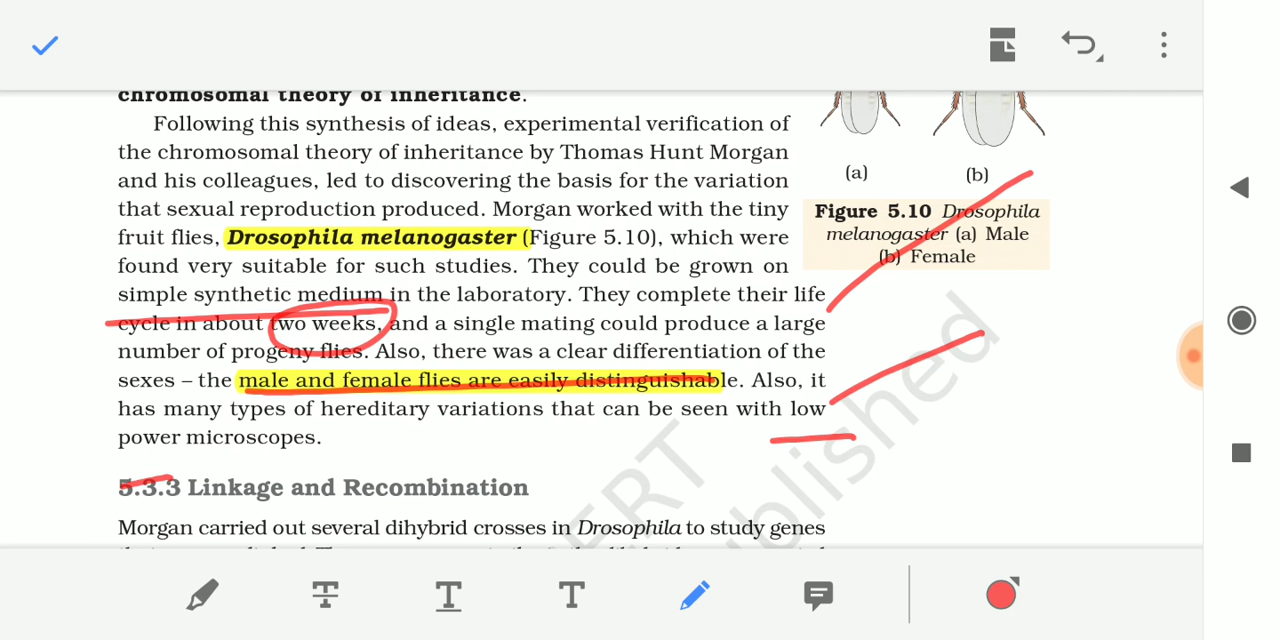 chromosomal theory of inheritance.
Following this synthesis of ideas, experimental verification of
the chromosomal theory of inheritance by Thomas Hunt Morgan
and his colleagues, led to discovering the basis for the variation
that sexual reproduction produced. Morgan worked with the tiny
fruit flies, Drosophila melanogaster (Figure 5.10), which were
found very suitable for such studies. They could be grown on
simple synthetic medium in the laboratory. They complete their life
cycle in about two weeks, and a single mating could produce a large
number of progeny flies. Also, there was a clear differentiation of the
sexes – the male and female flies are easily distinguishable. Also, it
has many types of hereditary variations that can be seen with low
power microscopes.
(a)
(b)
Figure 5.10 Drosophila
melanogaster (a) Male
(b) Female
5.3.3 Linkage and Recombination
Morgan carried out several dihybrid crosses in Drosophila to study genes
ERT
ublished